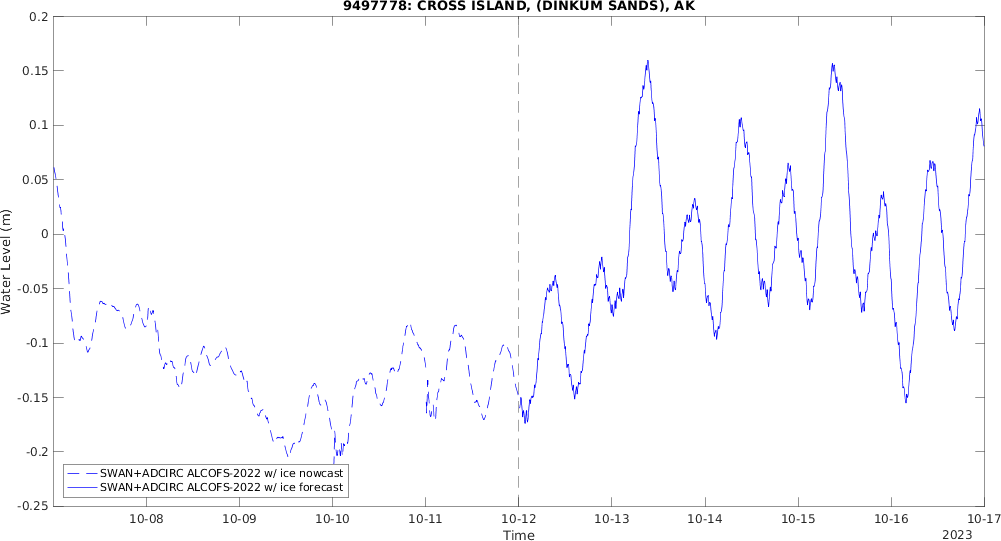 9497778: CROSS ISLAND, (DINKUM SANDS), AK
0.2
0.15
0.1
0.05
0
-0.05
-0.1
-0.15
-0.2
-0.25
Water Level (m)
SWAN+ADCIRC ALCOFS-2022 w/ ice nowcast
SWAN+ADCIRC ALCOFS-2022 w/ ice forecast
10-08 10-09 10-10 10-11 10-12 10-13 10-14 10-15 10-16 10-17
Time
2023